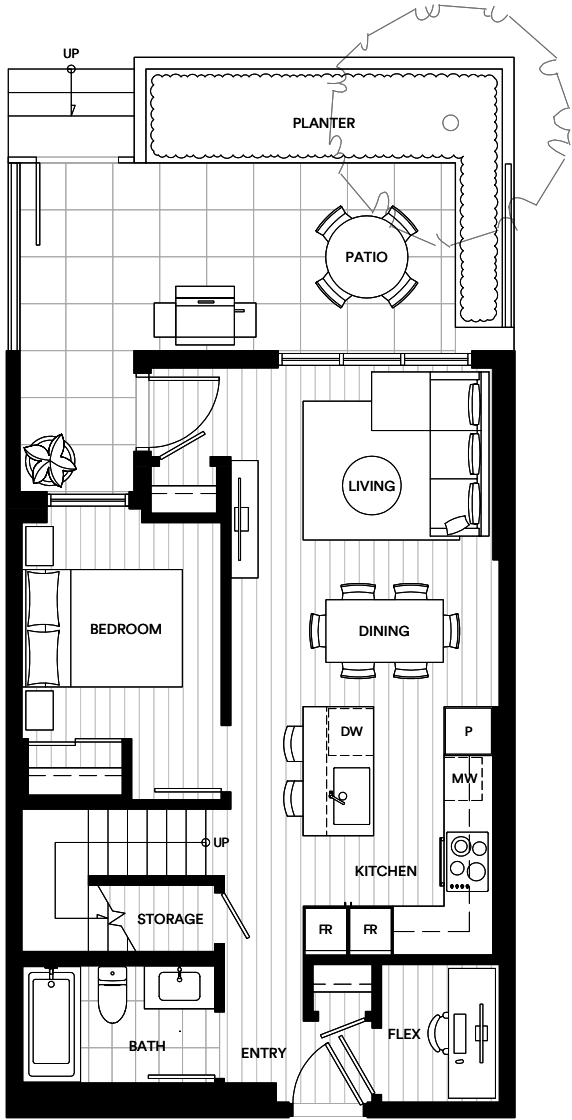 UP
PLANTER
PATIO
LIVING
BEDROOM
DINING
DW
P
MW
UP
KITCHEN
STORAGE
FR
FR
FLEX
BATH
ENTRY